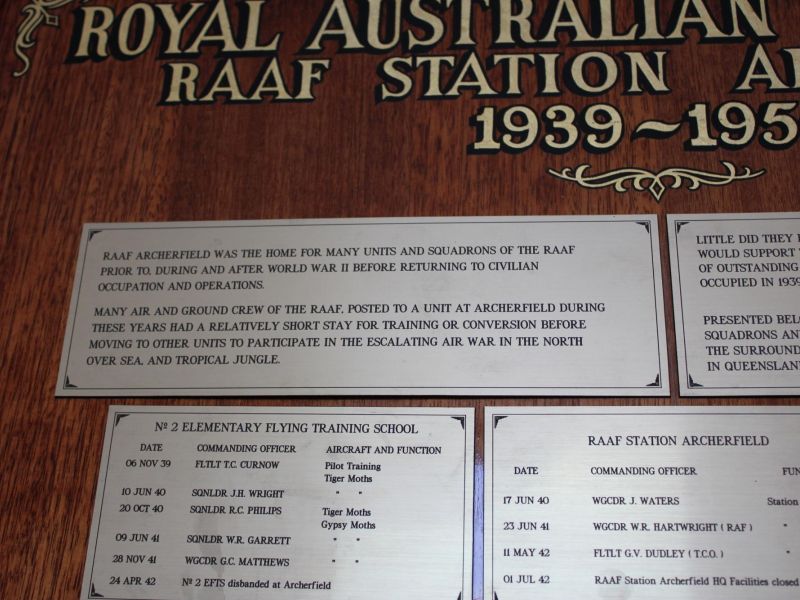 ROYAL AUSTRALIAN
RAAF STATION
1939~195
RAAF ARCHERFIELD WAS THE HOME FOR MANY UNITS AND SQUADRONS OF THE RAAF
PRIOR TO, DURING AND AFTER WORLD WAR II BEFORE RETURNING TO CIVILIAN
OCCUPATION AND OPERATIONS.
MANY AIR AND GROUND CREW OF THE RAAF, POSTED TO A UNIT AT ARCHERFIELD DURING
THESE YEARS HAD A RELATIVELY SHORT STAY FOR TRAINING OR CONVERSION BEFORE
MOVING TO OTHER UNITS TO PARTICIPATE IN THE ESCALATING AIR WAR IN THE NORTH
OVER SEA, AND TROPICAL JUNGLE.
LITTLE DID THEY
WOULD SUPPORT
OF OUTSTANDING
OCCUPIED IN 1939
PRESENTED
SQUADRONS
THE SURROUND
IN QUEENSLAN
Nº 2 ELEMENTARY FLYING TRAINING SCHOOL
DATE COMMANDING OFFICER AIRCRAFT AND FUNCTION
06 NOV 39 FLTLT T.C. CURNOW Pilot Training
Tiger Moths
10 JUN 40 SQNLDR J.H. WRIGHT " "
20 OCT 40 SQNLDR R.C. PHILIPS Tiger Moths
Gypsy Moths
09 JUN 41 SQNLDR W.R. GARRETT " "
28 NOV 41 WGCDR G.C. MATTHEWS " "
24 APR 42 Nº 2 EFTS disbanded at Archerfield
RAAF STATION ARCHERFIELD
DATE COMMANDING OFFICER FUN
17 JUN 40 WGCDR J. WATERS Station
23 JUN 41 WGCDR W.R. HARTWRIGHT ( RAF ) "
11 MAY 42 FLTLT G.V. DUDLEY ( T.C.O. ) "
01 JUL 42 RAAF Station Archerfield HQ Facilities closed